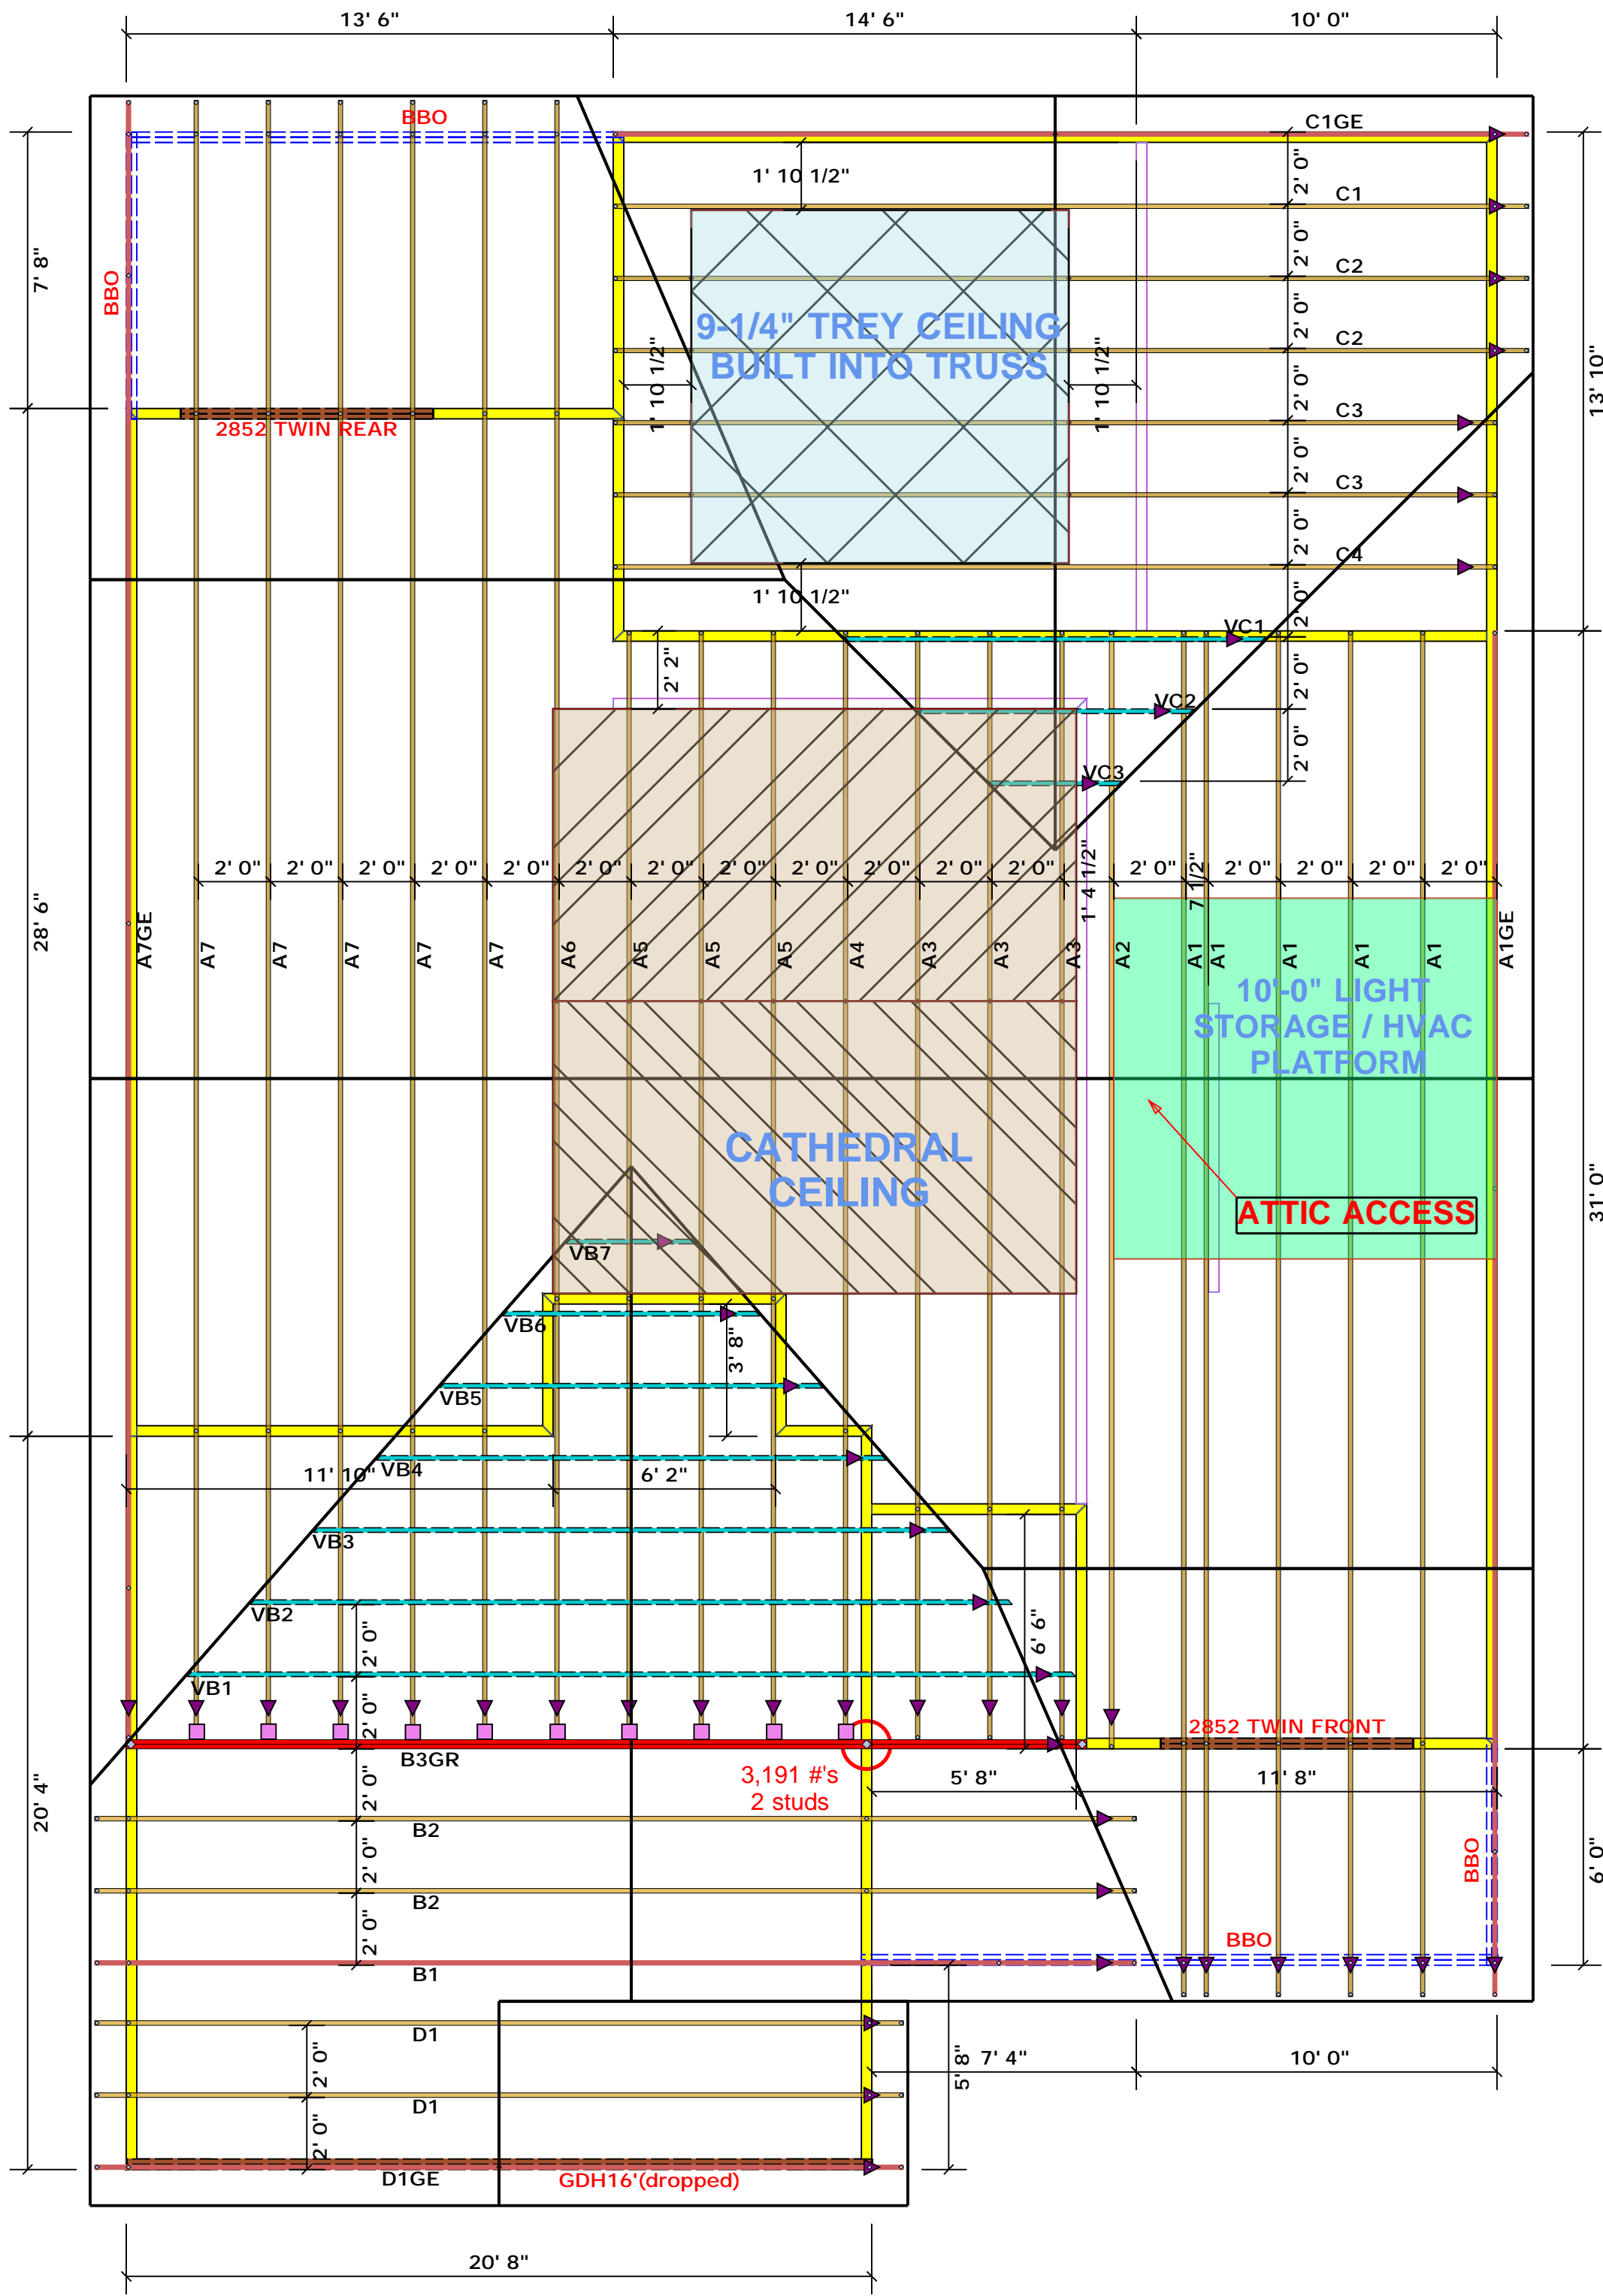 13' 6"
14' 6"
10' 0"
BBO
C1GE
2' 0"
1' 10 1/2"
C1
2' 0"
7' 8"
BBO
C2
2' 0"
9-1/4" TREY CEILING
BUILT INTO TRUSS
C2
1' 10 1/2"
1' 10 1/2"
13' 10"
2' 0"
C3
2852 TWIN REAR
2' 0"
C3
2' 0"
C4
1' 10 1/2"
2' 0"
VC1
2' 2"
2' 0"
VC2
2' 0"
VC3
2' 0"
2' 0"
2' 0"
2' 0"
2' 0"
2' 0"
2' 0"
2' 0"
2' 0"
2' 0"
2' 0"
2' 0"
1' 4 1/2"
2' 0"
7 1/2"
2' 0"
2' 0"
2' 0"
2' 0"
28' 6"
A7GE
A7
A7
A7
A7
A7
A6
A5
A5
A5
A4
A3
A3
A3
A2
A1
A1
A1
A1
A1
A1GE
10'-0" LIGHT
STORAGE / HVAC
PLATFORM
CATHEDRAL
CEILING
ATTIC ACCESS
31' 0"
VB7
VB6
3' 8"
VB5
11' 10"
VB4
6' 2"
VB3
VB2
2' 0"
6' 6"
VB1
2' 0"
2852 TWIN FRONT
B3GR
3,191 #'s
2 studs
5' 8"
11' 8"
20' 4"
2' 0"
B2
2' 0"
B2
BBO
6' 0"
2' 0"
BBO
B1
D1
2' 0"
5' 8"
7' 4"
10' 0"
D1
2' 0"
D1GE
GDH16'(dropped)
20' 8"